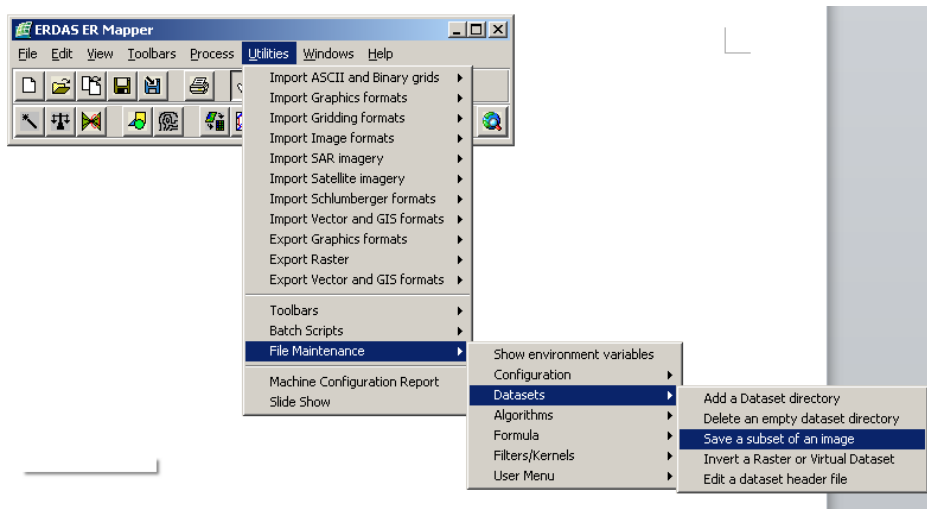 ERDAS ER Mapper
File Edit View Toolbars Process Utilities Windows Help
Import ASCII and Binary grids
Import Graphics formats
Import Gridding formats
Import Image formats
Import SAR imagery
Import Satellite imagery
Import Schlumberger formats
Import Vector and GIS formats
Export Graphics formats
Export Raster
Export Vector and GIS formats
Toolbars
Batch Scripts
File Maintenance
Machine Configuration Report
Slide Show
Show environment variables
Configuration
Datasets
Algorithms
Formula
Filters/Kernels
User Menu
Add a Dataset directory
Delete an empty dataset directory
Save a subset of an image
Invert a Raster or Virtual Dataset
Edit a dataset header file